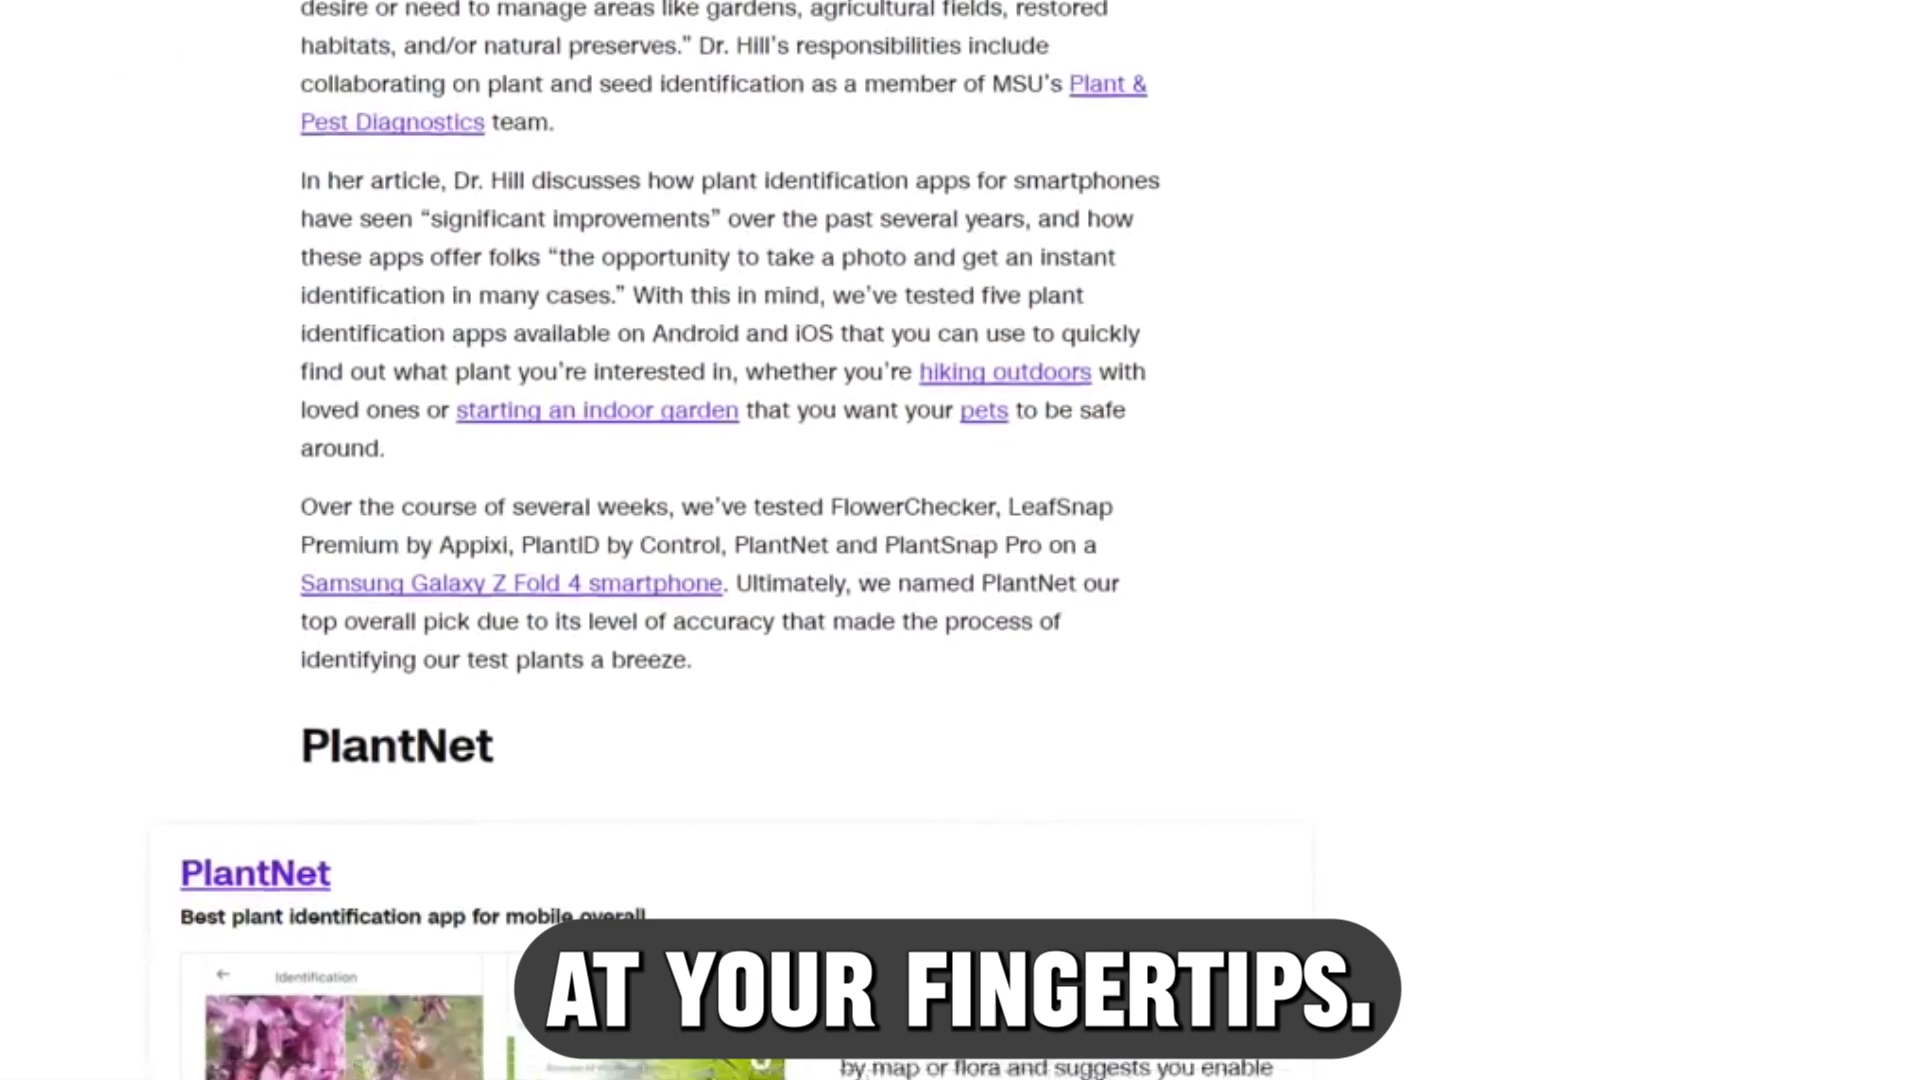 desire or need to manage areas like gardens, agricultural fields, restored
habitats, and/or natural preserves.” Dr. Hill’s responsibilities include
collaborating on plant and seed identification as a member of MSU’s Plant &
Pest Diagnostics team.
In her article, Dr. Hill discusses how plant identification apps for smartphones
have seen “significant improvements” over the past several years, and how
these apps offer folks “the opportunity to take a photo and get an instant
identification in many cases.” With this in mind, we’ve tested five plant
identification apps available on Android and iOS that you can use to quickly
find out what plant you’re interested in, whether you’re hiking outdoors with
loved ones or starting an indoor garden that you want your pets to be safe
around.
Over the course of several weeks, we’ve tested FlowerChecker, LeafSnap
Premium by Appixi, PlantID by Control, PlantNet and PlantSnap Pro on a
Samsung Galaxy Z Fold 4 smartphone. Ultimately, we named PlantNet our
top overall pick due to its level of accuracy that made the process of
identifying our test plants a breeze.
PlantNet
PlantNet
Best plant identification app for mobile overall
Identification
AT YOUR FINGERTIPS.
by map or flora and suggests you enable